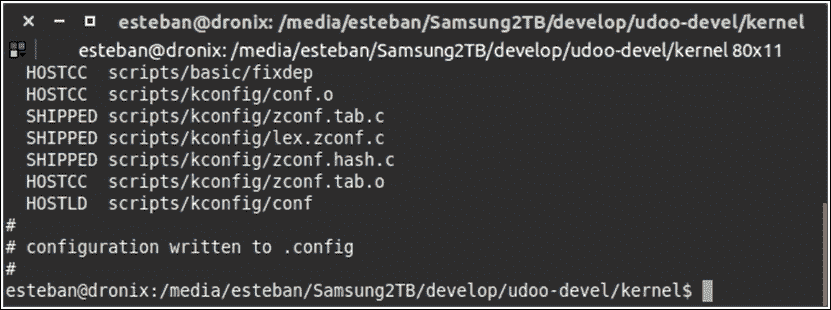 esteban@dronix: /media/esteban/Samsung2TB/develop/udoo-devel/kernel
esteban@dronix: /media/esteban/Samsung2TB/develop/udoo-devel/kernel 80x11
HOSTCC scripts/basic/fixdep
HOSTCC scripts/kconfig/conf.o
SHIPPED scripts/kconfig/zconf.tab.c
SHIPPED scripts/kconfig/lex.zconf.c
SHIPPED scripts/kconfig/zconf.hash.c
HOSTCC scripts/kconfig/zconf.tab.o
HOSTLD scripts/kconfig/conf
#
# configuration written to .config
#
esteban@dronix:/media/esteban/Samsung2TB/develop/udoo-devel/kernel$